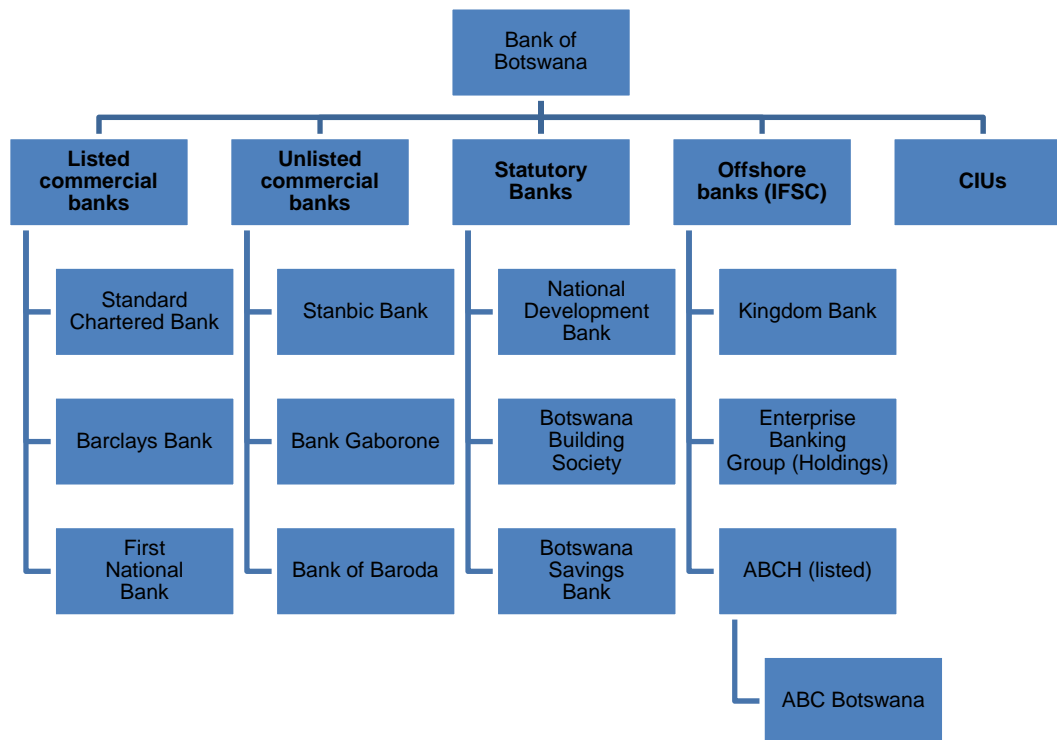 Bank of
Botswana
Listed
commercial
banks
Unlisted
commercial
banks
Statutory
Banks
Offshore
banks (IFSC)
CIUs
Standard
Chartered Bank
Stanbic Bank
National
Development
Bank
Kingdom Bank
Barclays Bank
Bank Gaborone
Botswana
Building
Society
Enterprise
Banking
Group (Holdings)
First
National
Bank
Bank of Baroda
Botswana
Savings
Bank
ABCH (listed)
ABC Botswana